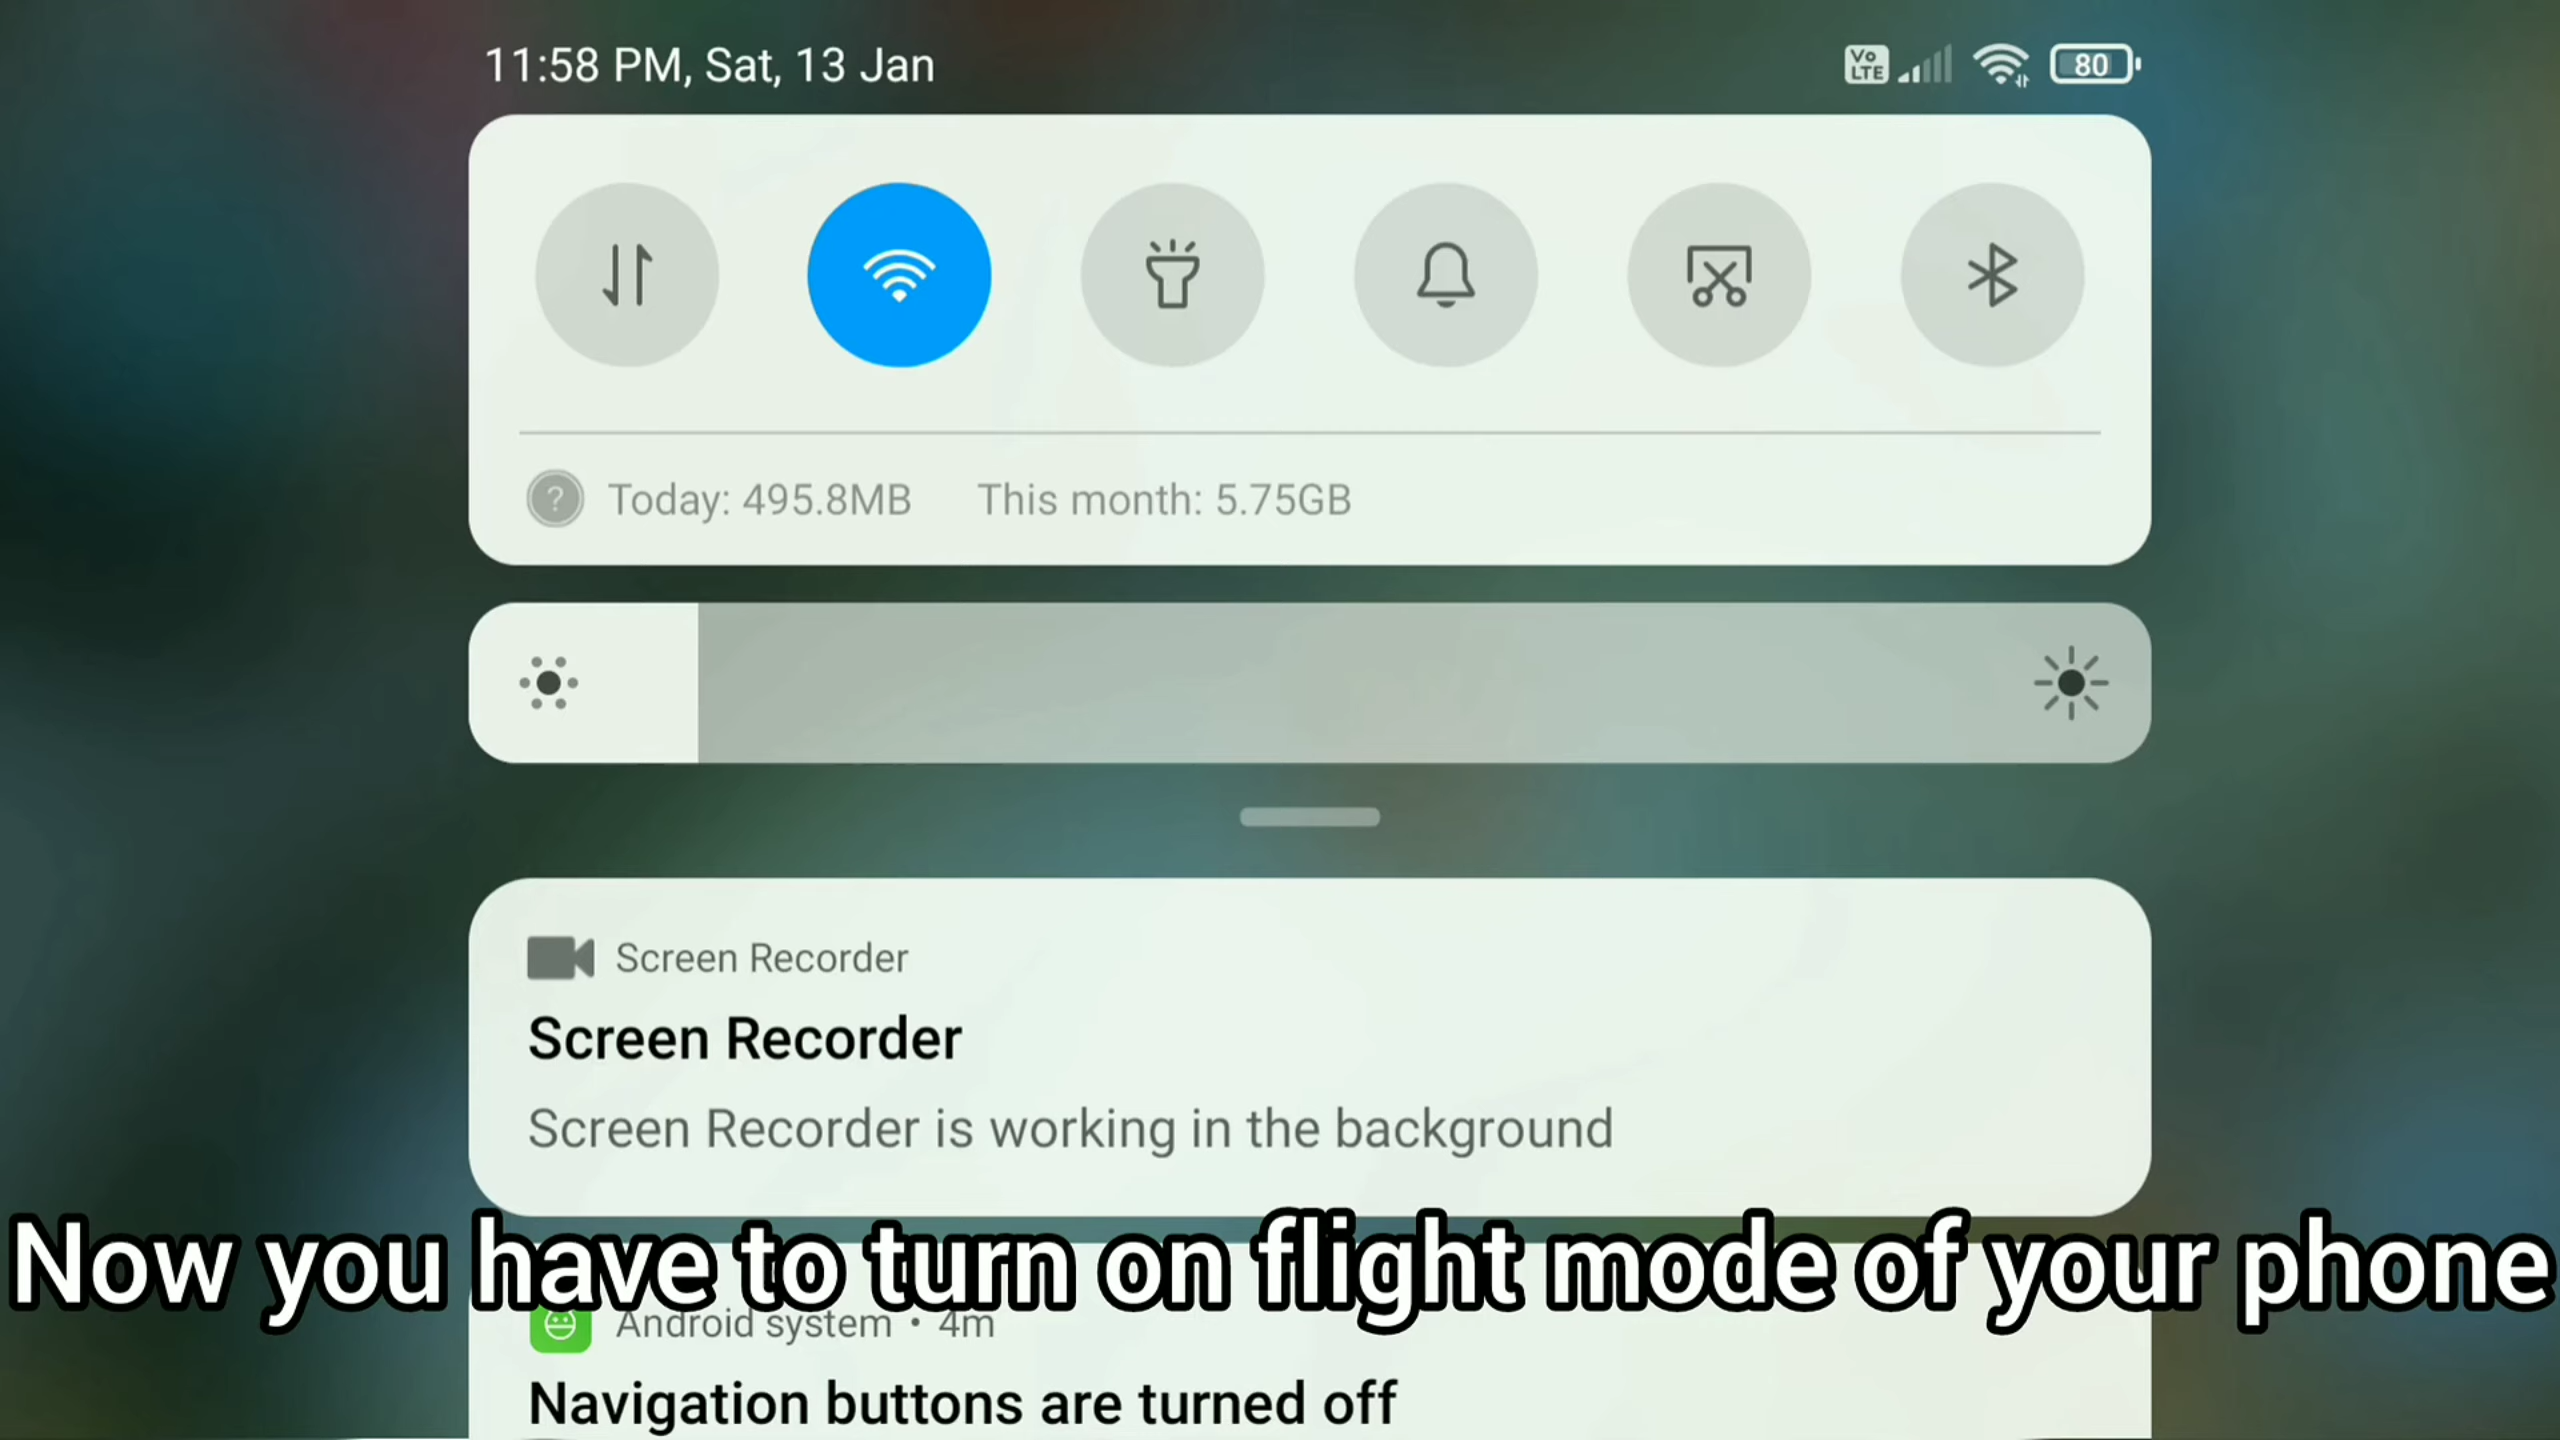 11:58 PM, Sat, 13 Jan
Vo LTE
80
? Today: 495.8MB This month: 5.75GB
Screen Recorder
Screen Recorder
Screen Recorder is working in the background
Now you have to turn on flight mode of your phone
Android system • 4m
Navigation buttons are turned off